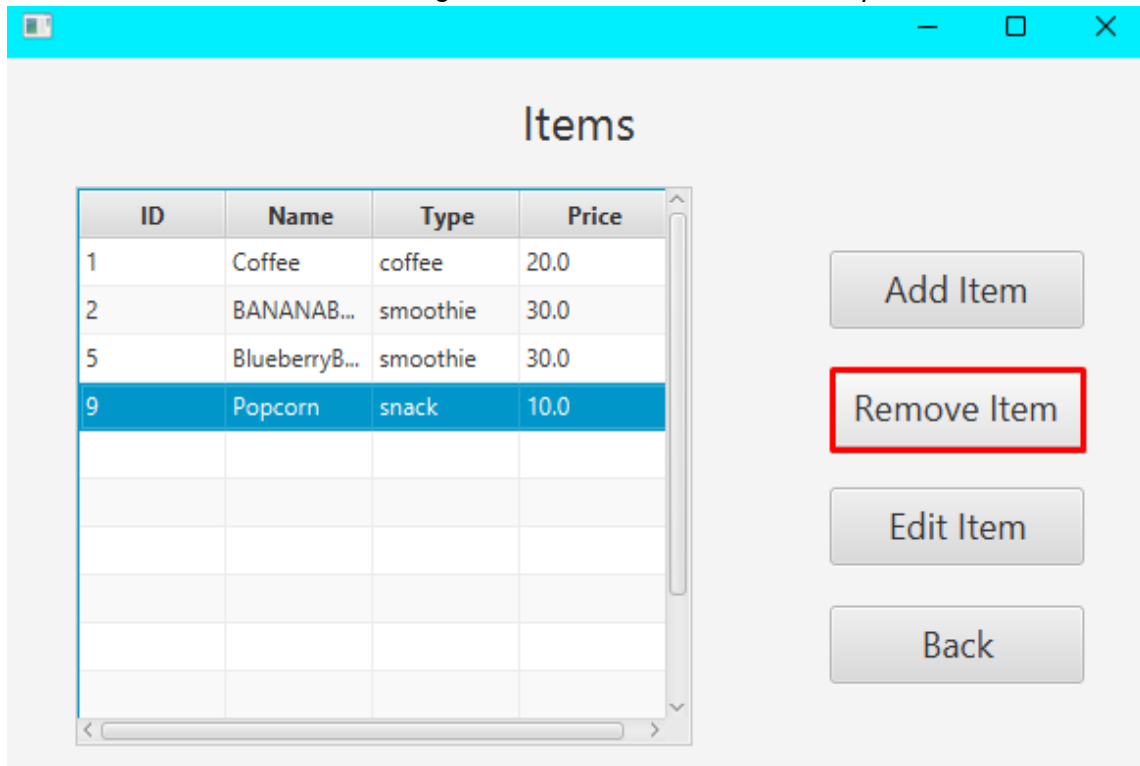 Items
ID Name Type Price
1 Coffee coffee 20.0
2 BANANAB... smoothie 30.0
5 BlueberryB... smoothie 30.0
9 Popcorn snack 10.0
Add Item
Remove Item
Edit Item
Back